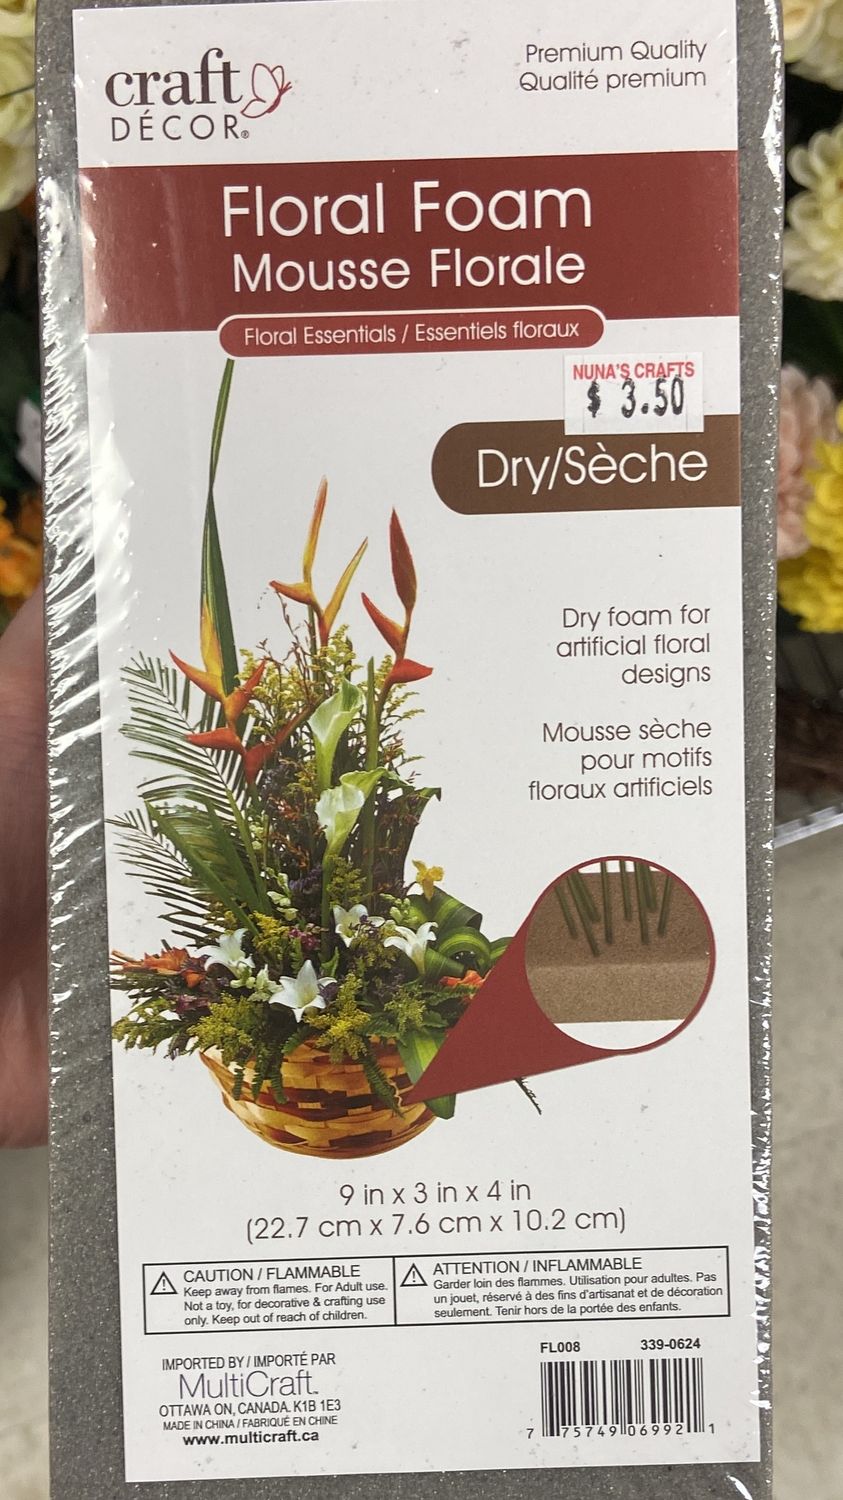 craft
DÉCOR®
Premium Quality
Qualité premium
Floral Foam
Mousse Florale
Floral Essentials / Essentiels floraux
NUNA'S CRAFTS
$ 3.50
Dry/Sèche
Dry foam for
artificial floral
designs
Mousse sèche
pour motifs
floraux artificiels
9 in x 3 in x 4 in
(22.7 cm x 7.6 cm x 10.2 cm)
CAUTION / FLAMMABLE
Keep away from flames. For Adult use.
Not a toy, for decorative & crafting use
only. Keep out of reach of children.
ATTENTION / INFLAMMABLE
Garder loin des flammes. Utilisation pour adultes. Pas
un jouet, réservé à des fins d'artisanat et de décoration
seulement. Tenir hors de la portée des enfants.
IMPORTED BY / IMPORTÉ PAR
MultiCraft™
OTTAWA ON, CANADA. K1B 1E3
MADE IN CHINA / FABRIQUÉ EN CHINE
www.multicraft.ca
FL008 339-0624
7 75749 06992 1